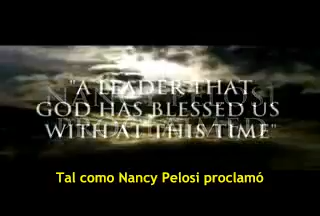 "A LEADER THAT
GOD HAS BLESSED US
WITH AT THIS TIME"
Tal como Nancy Pelosi proclamó